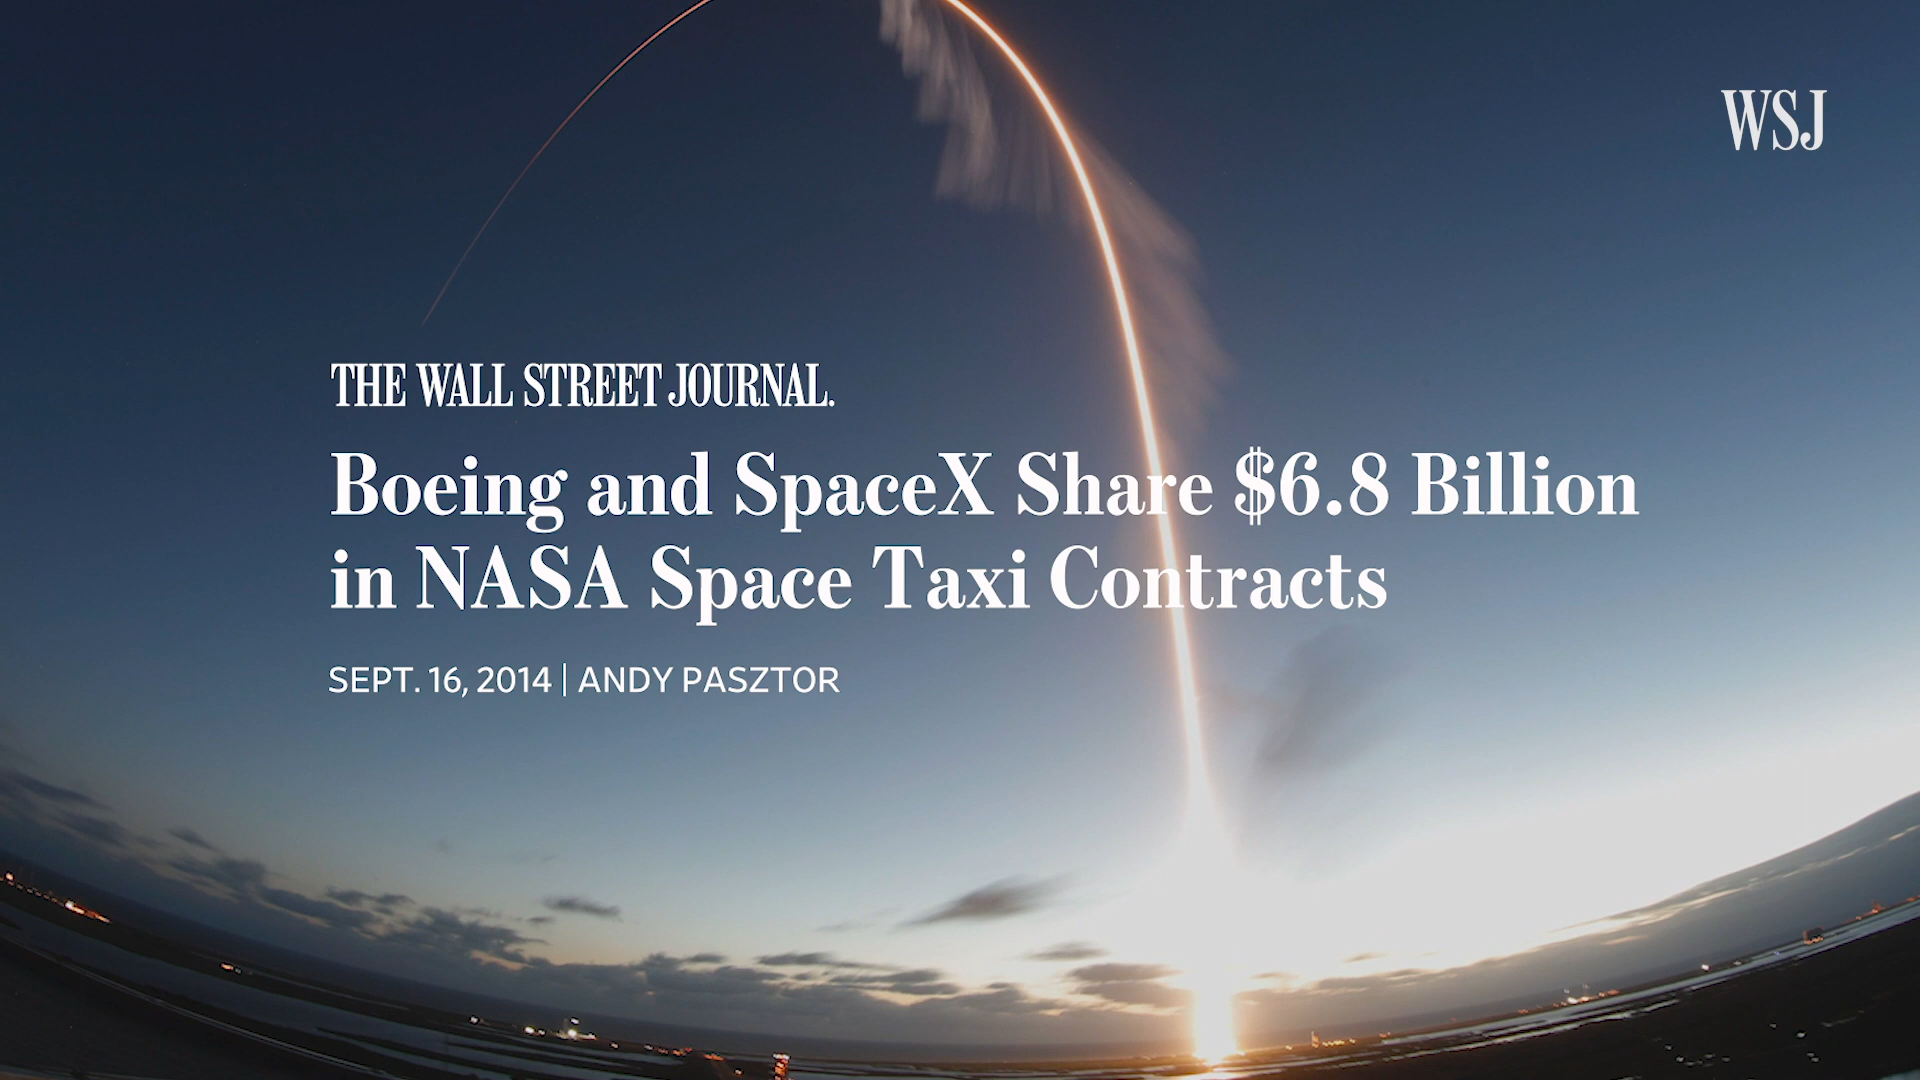 WSJ
THE WALL STREET JOURNAL.
Boeing and SpaceX Share $6.8 Billion
in NASA Space Taxi Contracts
SEPT. 16, 2014 | ANDY PASZTOR